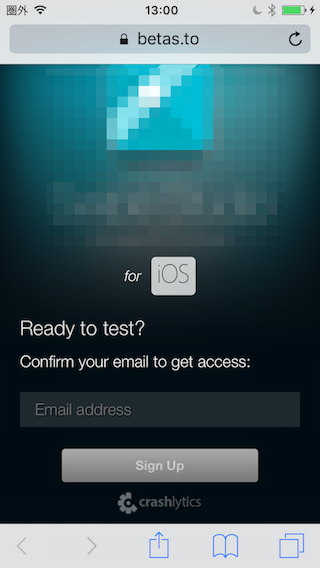 圏外 13:00
betas.to
for iOS
Ready to test?
Confirm your email to get access:
Email address
Sign Up
crashlytics